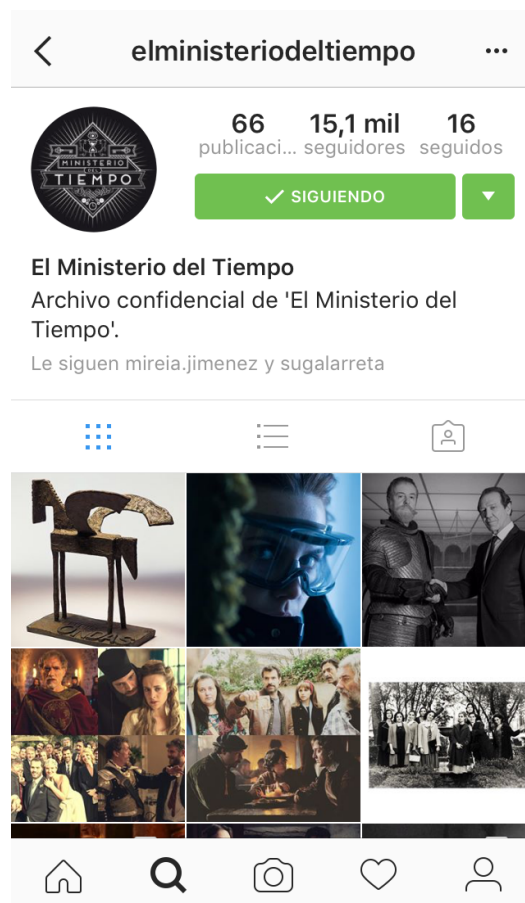 elministeriodeltiempo
66 15,1 mil 16
publicaci... seguidores seguidos
MINISTERIO
DEL
TIEMPO
SIGUIENDO
El Ministerio del Tiempo
Archivo confidencial de 'El Ministerio del
Tiempo'.
Le siguen mireia.jimenez y sugalarreta
ONDAS